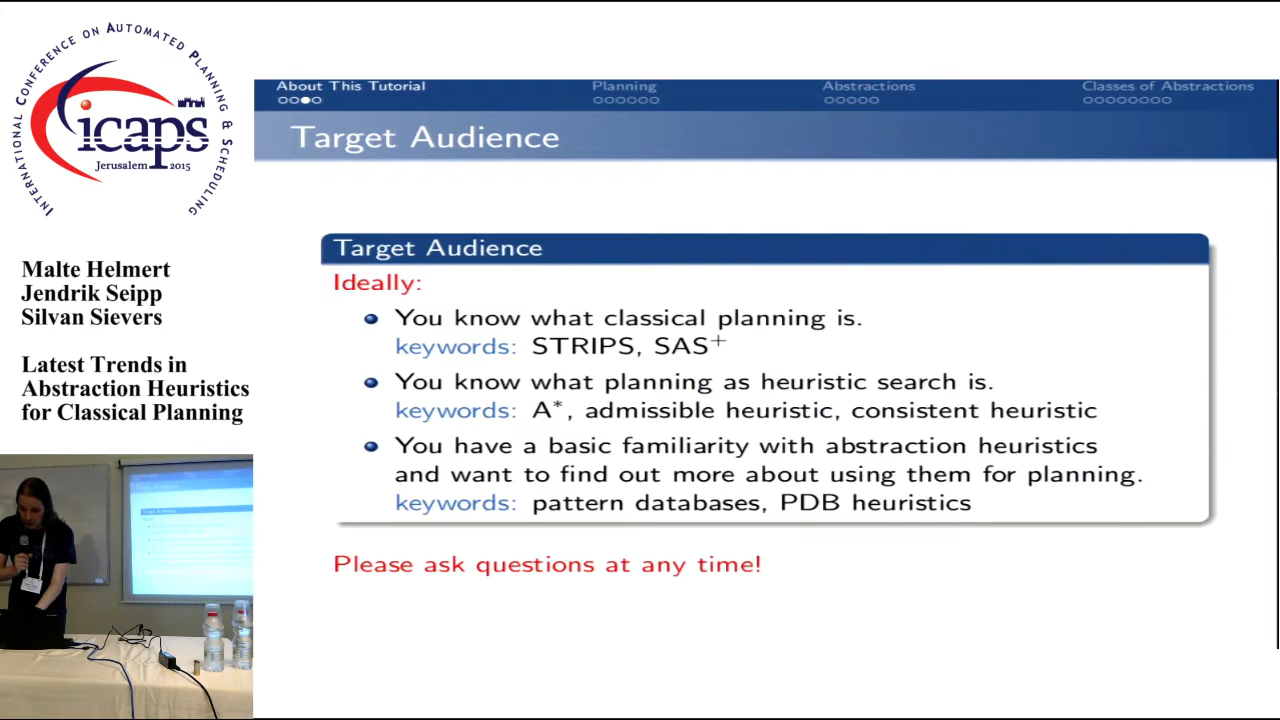 INTERNATIONAL CONFERENCE ON AUTOMATED PLANNING & SCHEDULING
icaps
Jerusalem 2015
Malte Helmert
Jendrik Seipp
Silvan Sievers
Latest Trends in
Abstraction Heuristics
for Classical Planning
About This Tutorial
Planning
Abstractions
Classes of Abstractions
Target Audience
Target Audience
Ideally:
You know what classical planning is.
keywords: STRIPS, SAS⁺
You know what planning as heuristic search is.
keywords: A*, admissible heuristic, consistent heuristic
You have a basic familiarity with abstraction heuristics
and want to find out more about using them for planning.
keywords: pattern databases, PDB heuristics
Please ask questions at any time!